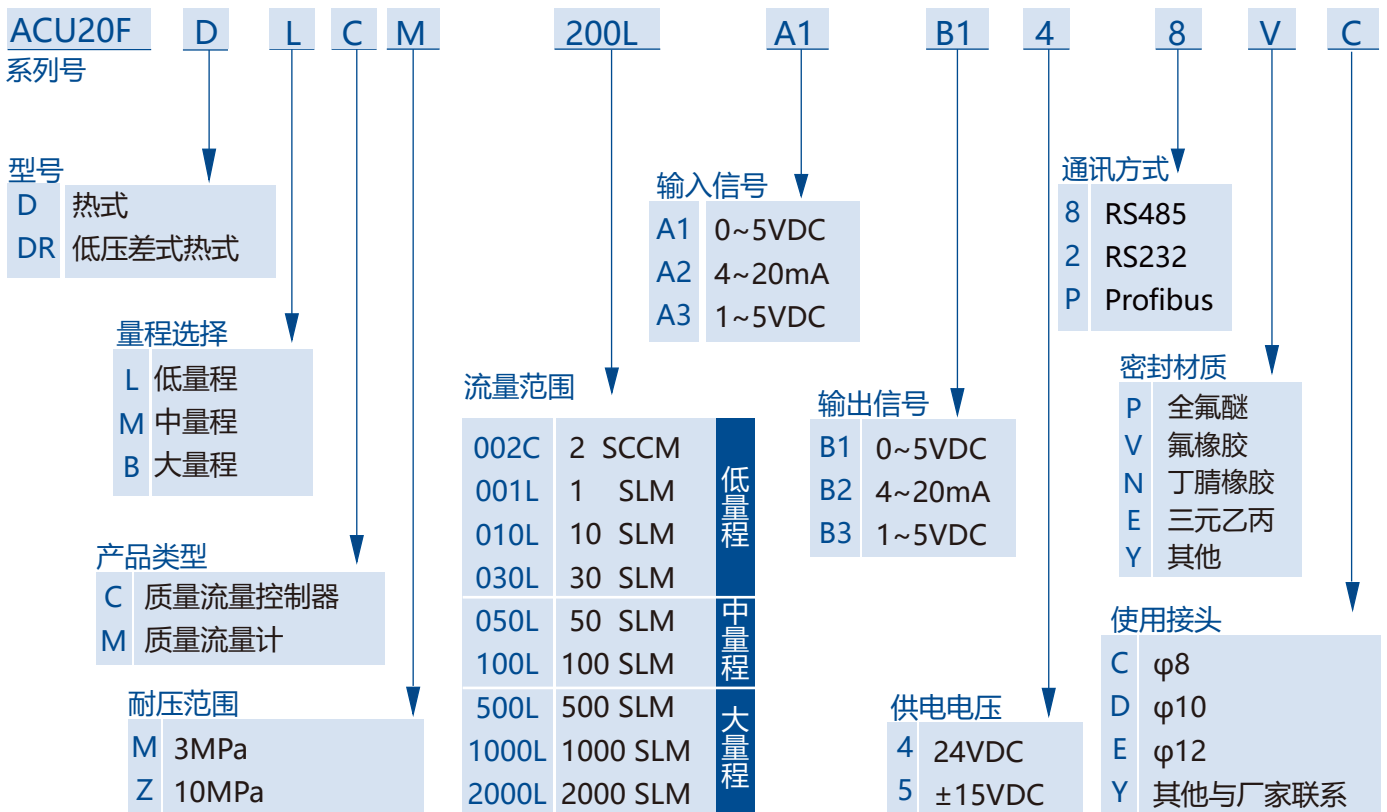 ACU20F D L C M 200L A1 B1 4 8 V C
系列号
型号
D 热式
DR 低压差式热式
量程选择
L 低量程
M 中量程
B 大量程
产品类型
C 质量流量控制器
M 质量流量计
耐压范围
M 3MPa
Z 10MPa
流量范围
002C 2 SCCM
001L 1 SLM
010L 10 SLM
030L 30 SLM
低量程
050L 50 SLM
100L 100 SLM
中量程
500L 500 SLM
1000L 1000 SLM
2000L 2000 SLM
大量程
输入信号
A1 0~5VDC
A2 4~20mA
A3 1~5VDC
输出信号
B1 0~5VDC
B2 4~20mA
B3 1~5VDC
供电电压
4 24VDC
5 ±15VDC
通讯方式
8 RS485
2 RS232
P Profibus
密封材质
P 全氟醚
V 氟橡胶
N 丁腈橡胶
E 三元乙丙
Y 其他
使用接头
C φ8
D φ10
E φ12
Y 其他与厂家联系